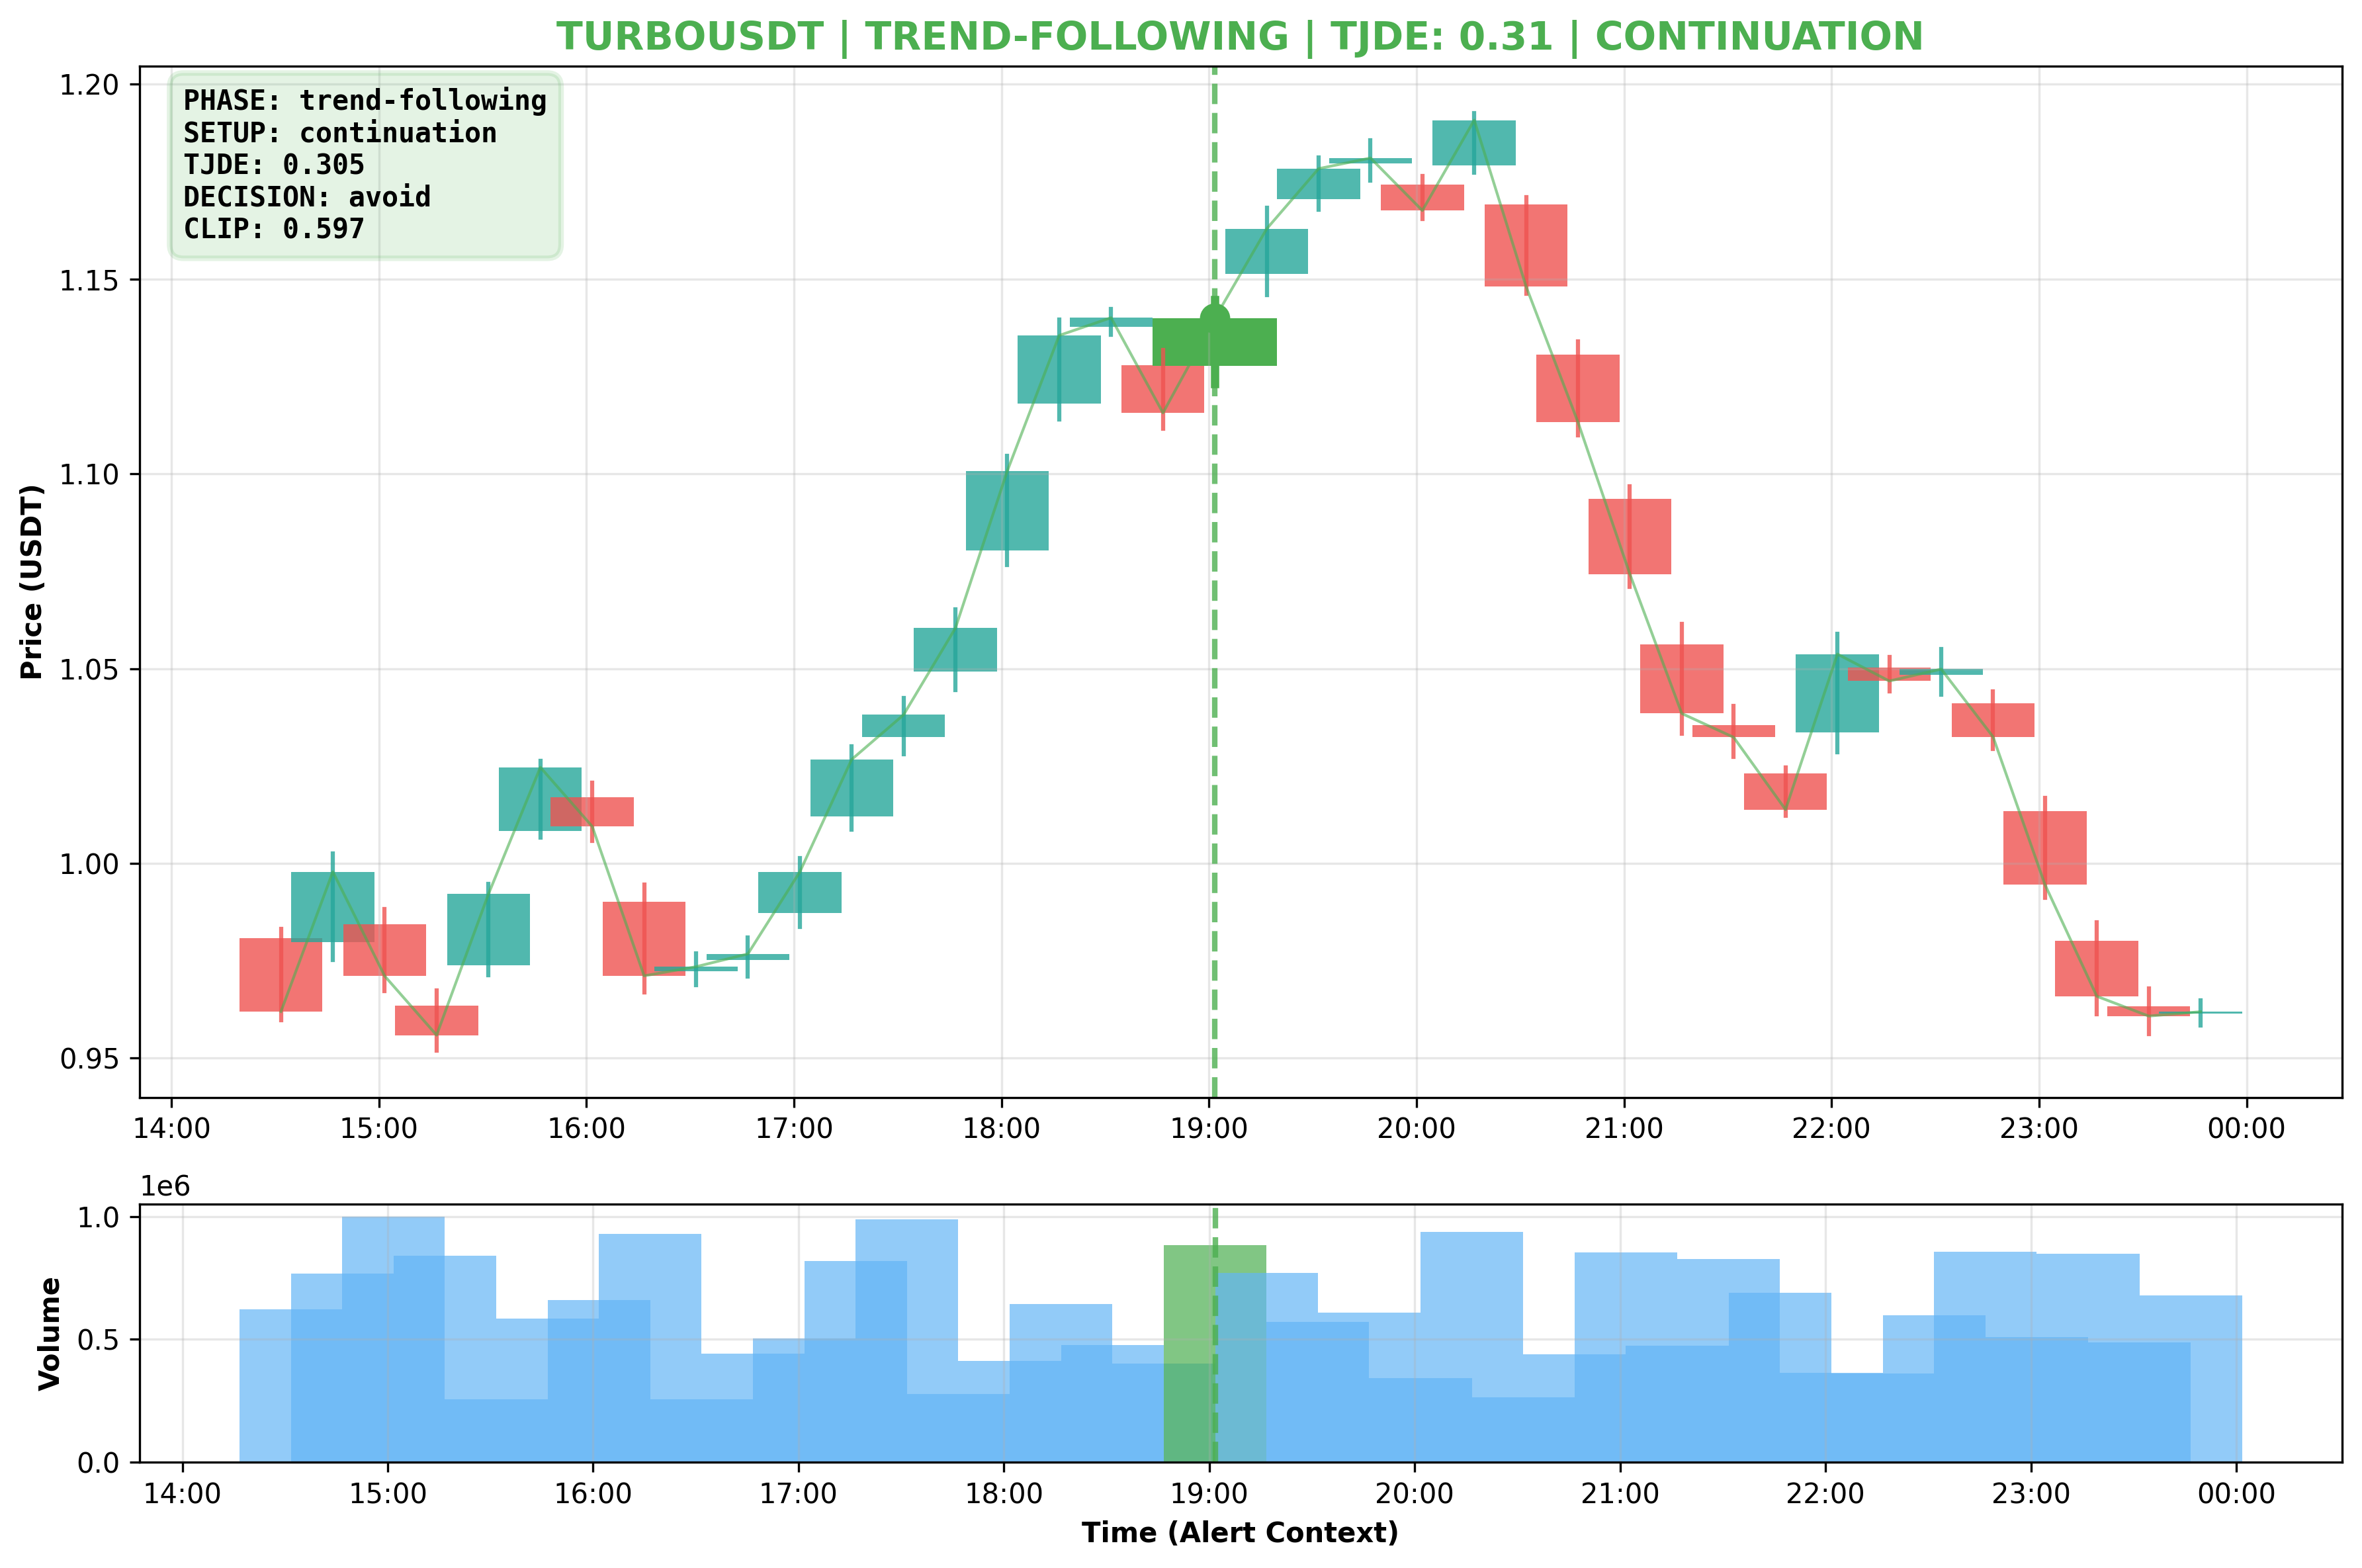 TURBOUSDT | TREND-FOLLOWING | TJDE: 0.31 | CONTINUATION
PHASE: trend-following
SETUP: continuation
TJDE: 0.305
DECISION: avoid
CLIP: 0.597
Price (USDT)
1.20
1.15
1.10
1.05
1.00
0.95
14:00 15:00 16:00 17:00 18:00 19:00 20:00 21:00 22:00 23:00 00:00
1e6
Volume
1.0
0.5
0.0
14:00 15:00 16:00 17:00 18:00 19:00 20:00 21:00 22:00 23:00 00:00
Time (Alert Context)